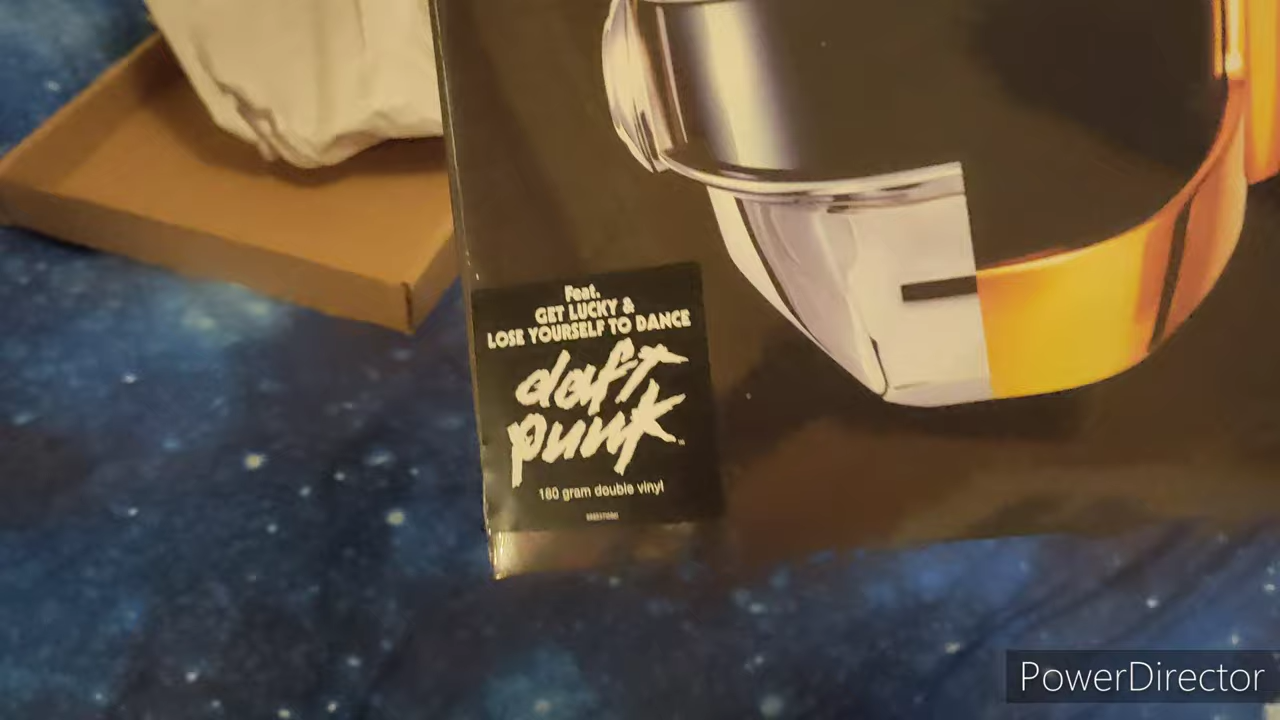 Feat.
GET LUCKY &
LOSE YOURSELF TO DANCE
daft
punk
180 gram double vinyl
PowerDirector